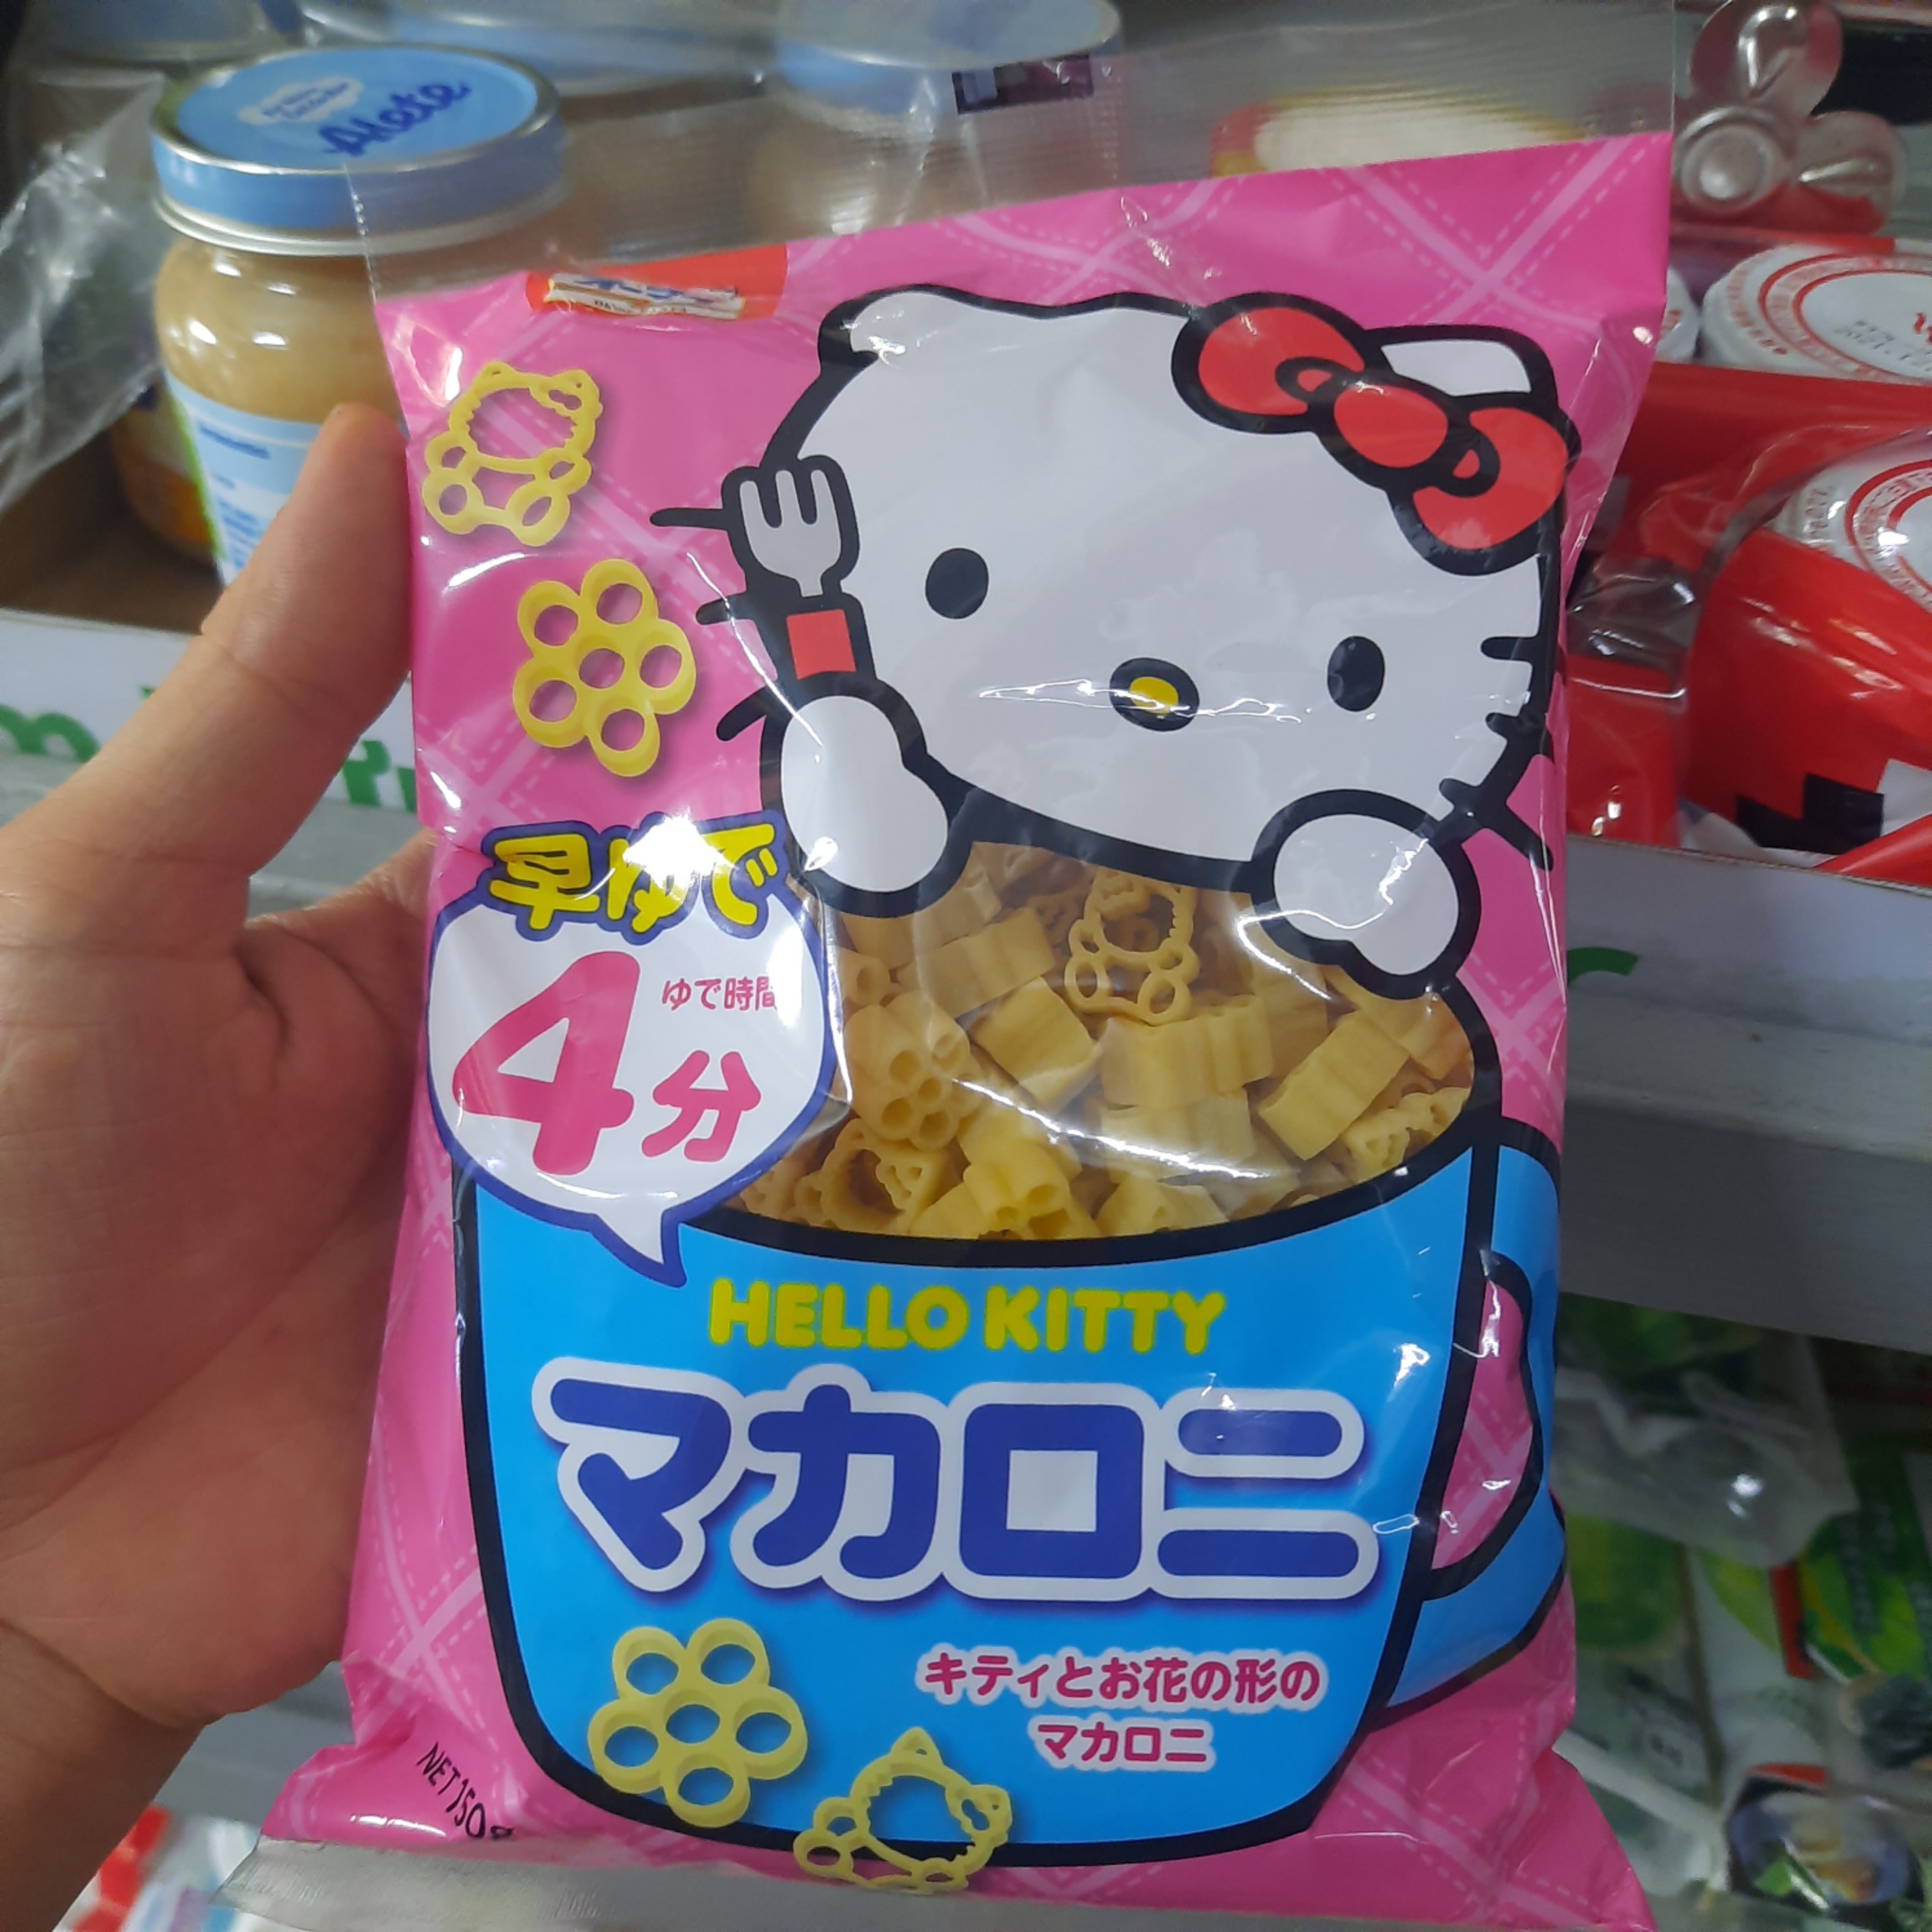 Alete
早ゆで
ゆで時間
4分
HELLO KITTY
マカロニ
キティとお花の形の
マカロニ
NET 150g